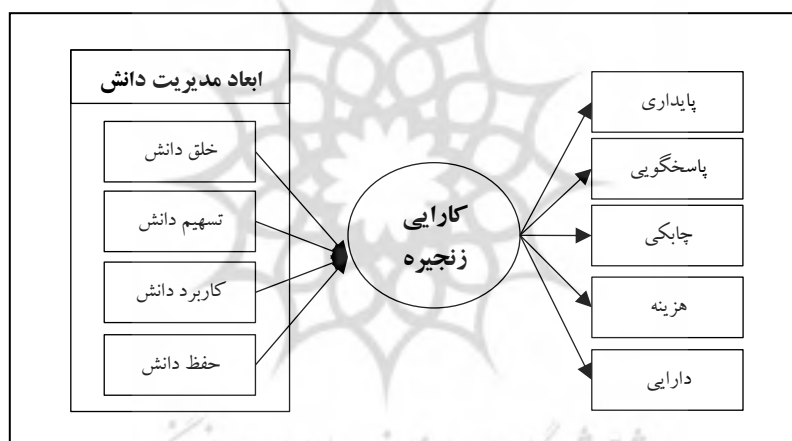 ابعاد مدیریت دانش
خلق دانش
تسهیم دانش
کاربرد دانش
حفظ دانش
کارایی
زنجیره
پایداری
پاسخگویی
چابکی
هزینه
دارایی